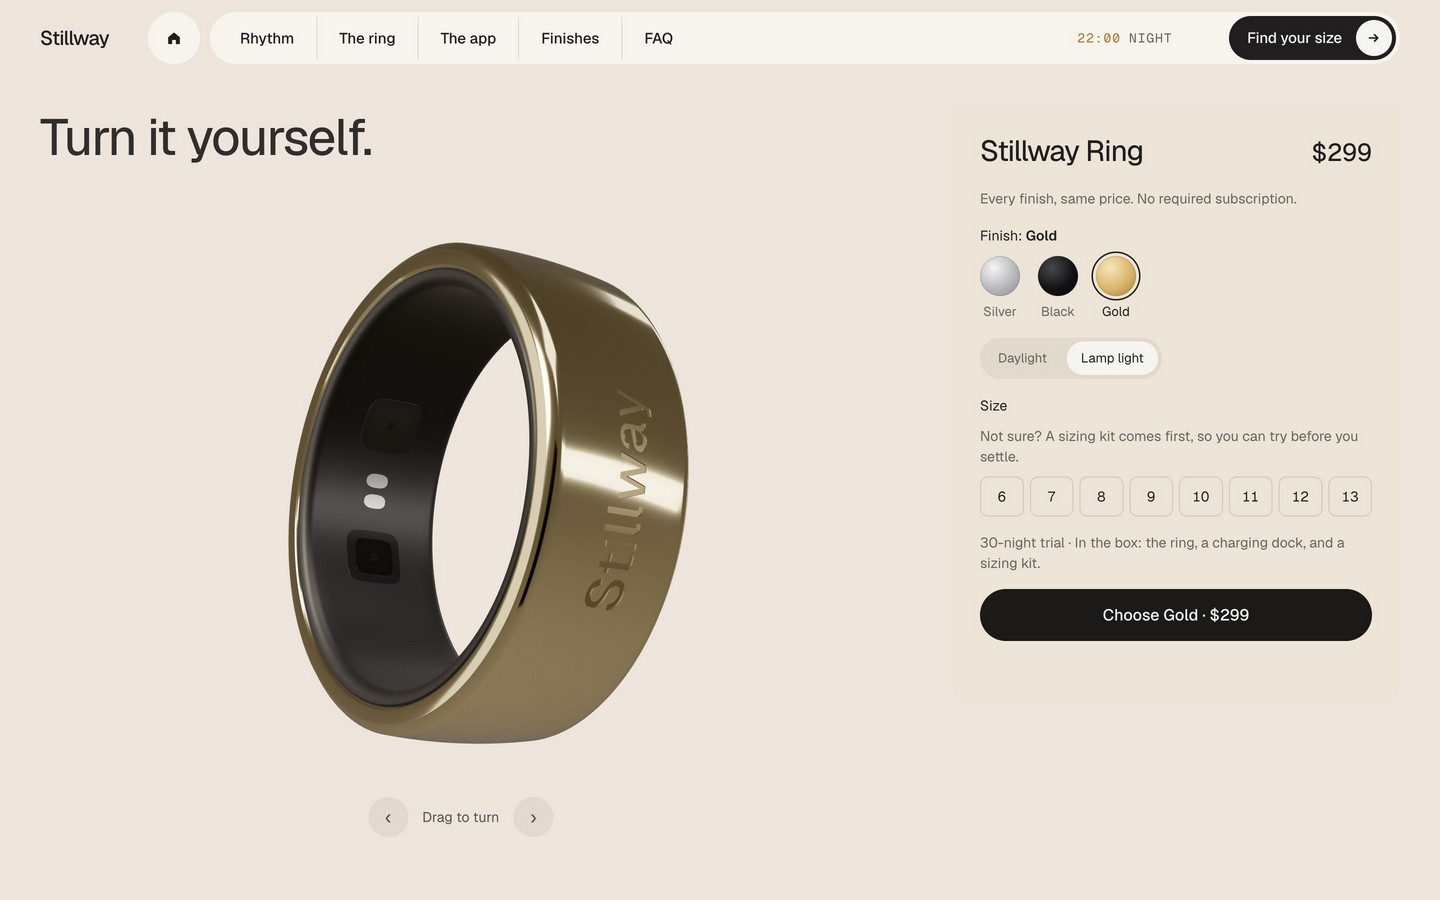 Stillway
Rhythm
The ring
The app
Finishes
FAQ
22:00 NIGHT
Find your size
Turn it yourself.
Stillway
Drag to turn
Stillway Ring
$299
Every finish, same price. No required subscription.
Finish: Gold
Silver
Black
Gold
Daylight
Lamp light
Size
Not sure? A sizing kit comes first, so you can try before you
settle.
6
7
8
9
10
11
12
13
30-night trial · In the box: the ring, a charging dock, and a
sizing kit.
Choose Gold · $299